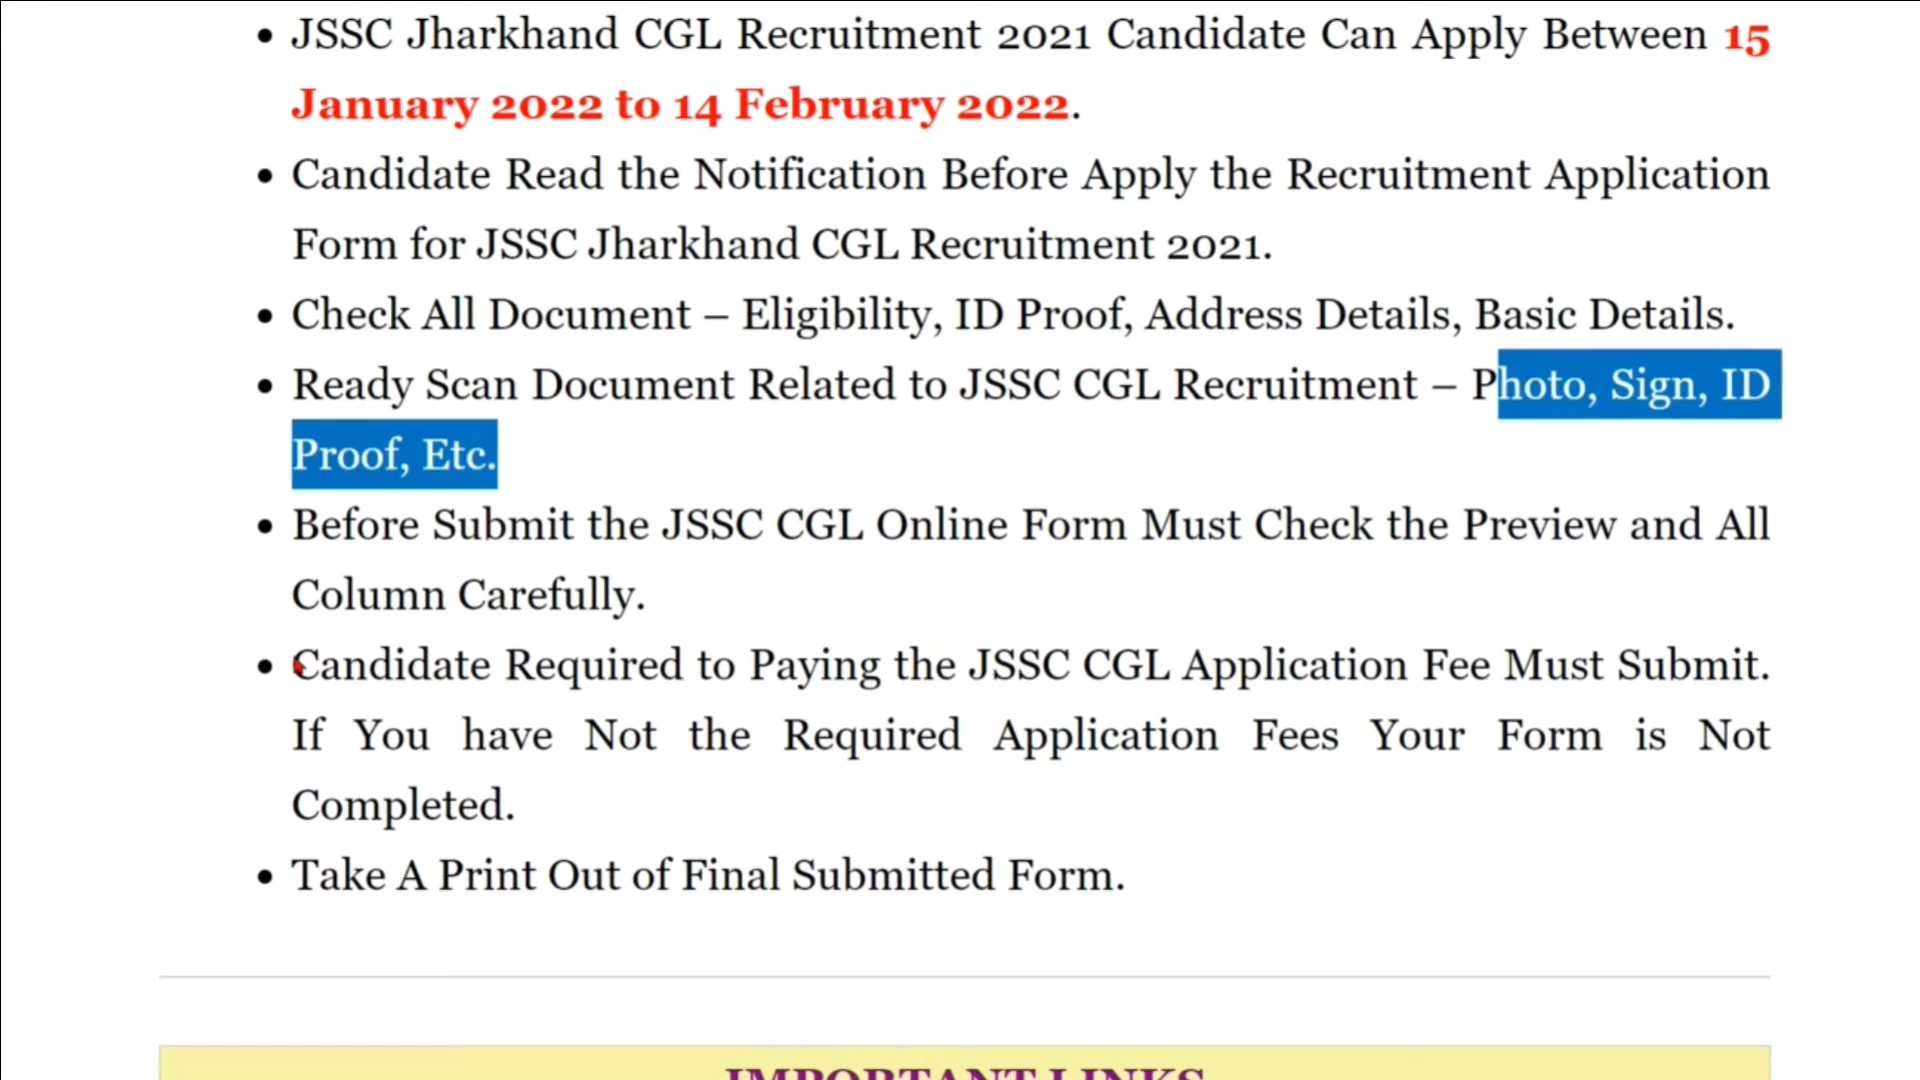 JSSC Jharkhand CGL Recruitment 2021 Candidate Can Apply Between 15
January 2022 to 14 February 2022.
Candidate Read the Notification Before Apply the Recruitment Application
Form for JSSC Jharkhand CGL Recruitment 2021.
Check All Document – Eligibility, ID Proof, Address Details, Basic Details.
Ready Scan Document Related to JSSC CGL Recruitment – Photo, Sign, ID
Proof, Etc.
Before Submit the JSSC CGL Online Form Must Check the Preview and All
Column Carefully.
Candidate Required to Paying the JSSC CGL Application Fee Must Submit.
If You have Not the Required Application Fees Your Form is Not
Completed.
Take A Print Out of Final Submitted Form.
IMPORTANT LINKS